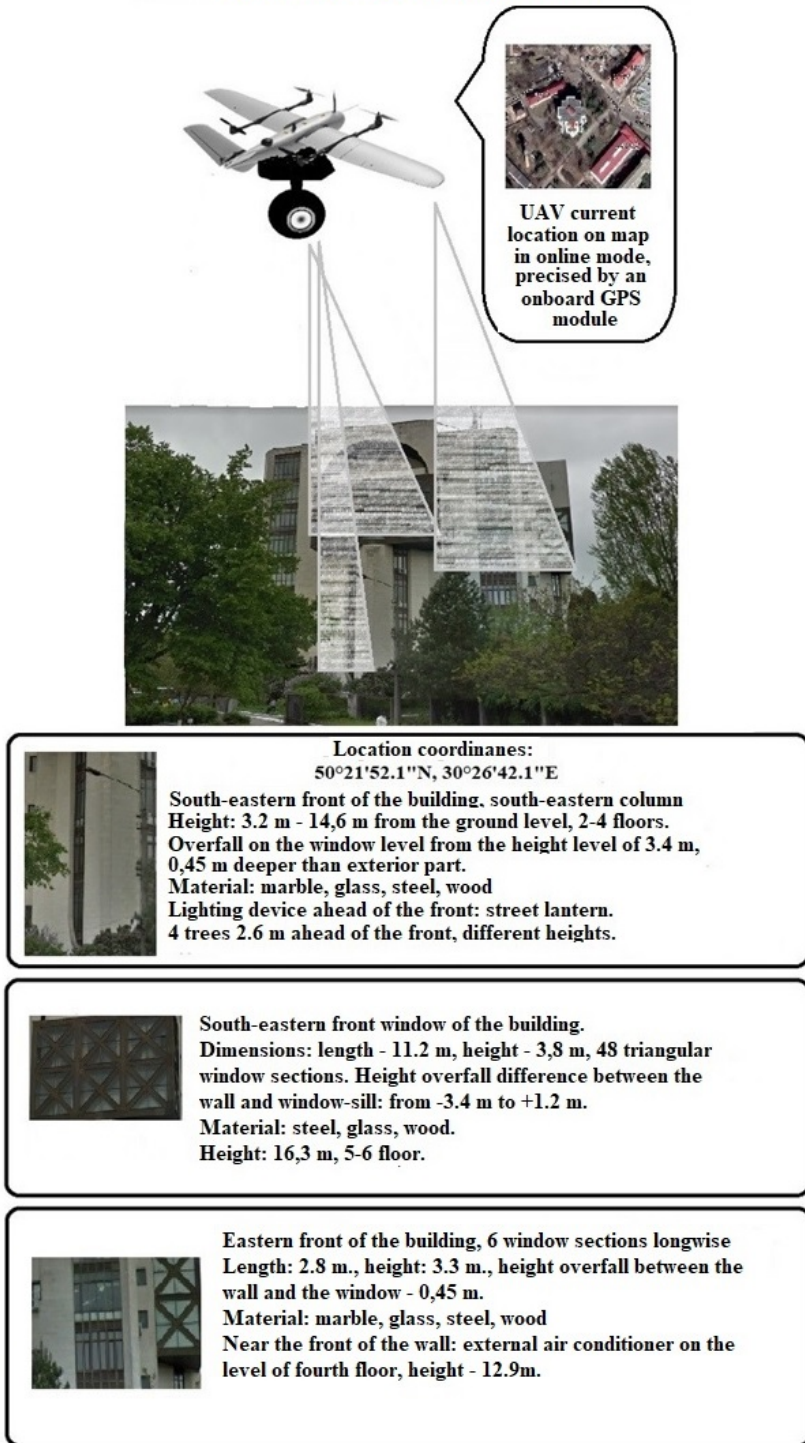 UAV current
location on map
in online mode,
precised by an
onboard GPS
module
Location coordinanes:
50°21'52.1"N, 30°26'42.1"E
South-eastern front of the building, south-eastern column
Height: 3.2 m - 14,6 m from the ground level, 2-4 floors.
Overfall on the window level from the height level of 3.4 m,
0,45 m deeper than exterior part.
Material: marble, glass, steel, wood
Lighting device ahead of the front: street lantern.
4 trees 2.6 m ahead of the front, different heights.
South-eastern front window of the building.
Dimensions: length - 11.2 m, height - 3,8 m, 48 triangular
window sections. Height overfall difference between the
wall and window-sill: from -3.4 m to +1.2 m.
Material: steel, glass, wood.
Height: 16,3 m, 5-6 floor.
Eastern front of the building, 6 window sections longwise
Length: 2.8 m., height: 3.3 m., height overfall between the
wall and the window - 0,45 m.
Material: marble, glass, steel, wood
Near the front of the wall: external air conditioner on the
level of fourth floor, height - 12.9m.